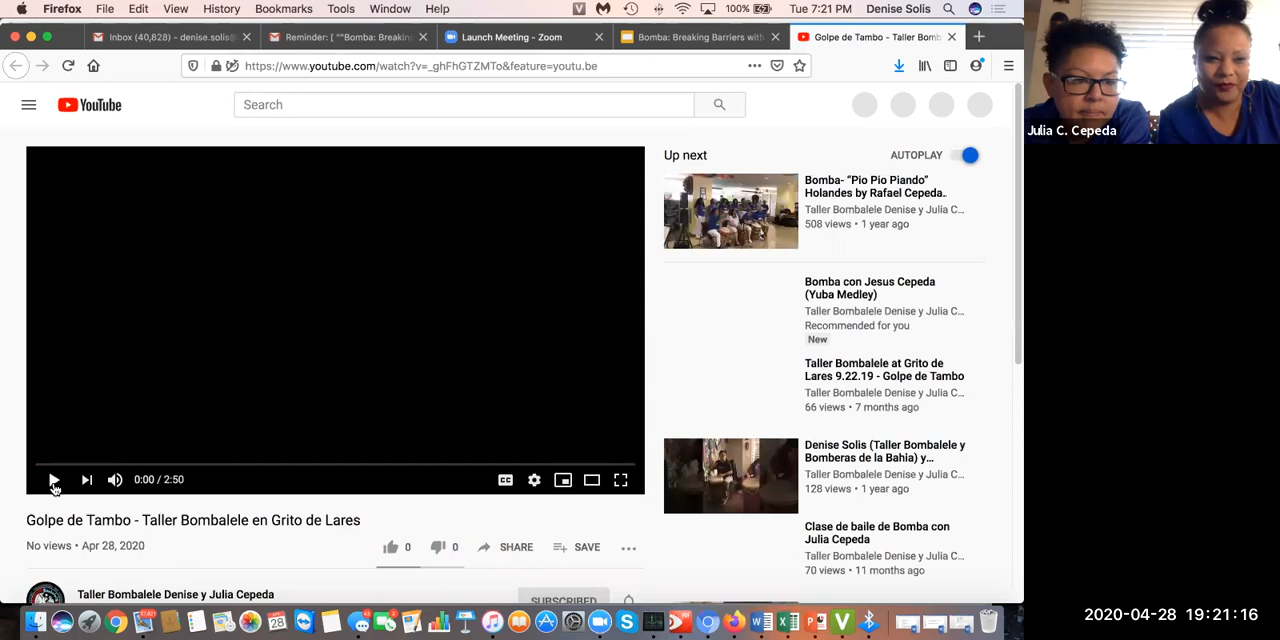 Firefox File Edit View History Bookmarks Tools Window Help 100% Tue 7:21 PM Denise Solis
Inbox (40,828) - denise.solis@
Reminder: [ "*Bomba: Breakin
Launch Meeting - Zoom
Bomba: Breaking Barriers with
Golpe de Tambo - Taller Bomb
https://www.youtube.com/watch?v=_ghFhGTZMTo&feature=youtu.be
YouTube
Search
Julia C. Cepeda
Up next
AUTOPLAY
Bomba- “Pio Pio Piando”
Holandes by Rafael Cepeda..
Taller Bombalele Denise y Julia C...
508 views • 1 year ago
Bomba con Jesus Cepeda
(Yuba Medley)
Taller Bombalele Denise y Julia C...
Recommended for you
New
Taller Bombalele at Grito de
Lares 9.22.19 - Golpe de Tambo
Taller Bombalele Denise y Julia C...
66 views • 7 months ago
Denise Solis (Taller Bombalele y
Bomberas de la Bahia) y...
Taller Bombalele Denise y Julia C...
128 views • 1 year ago
Clase de baile de Bomba con
Julia Cepeda
70 views • 11 months ago
0:00 / 2:50
CC
Golpe de Tambo - Taller Bombalele en Grito de Lares
No views • Apr 28, 2020
0 0 SHARE SAVE
Taller Bombalele Denise y Julia Cepeda
SUBSCRIBED
2020-04-28 19:21:16